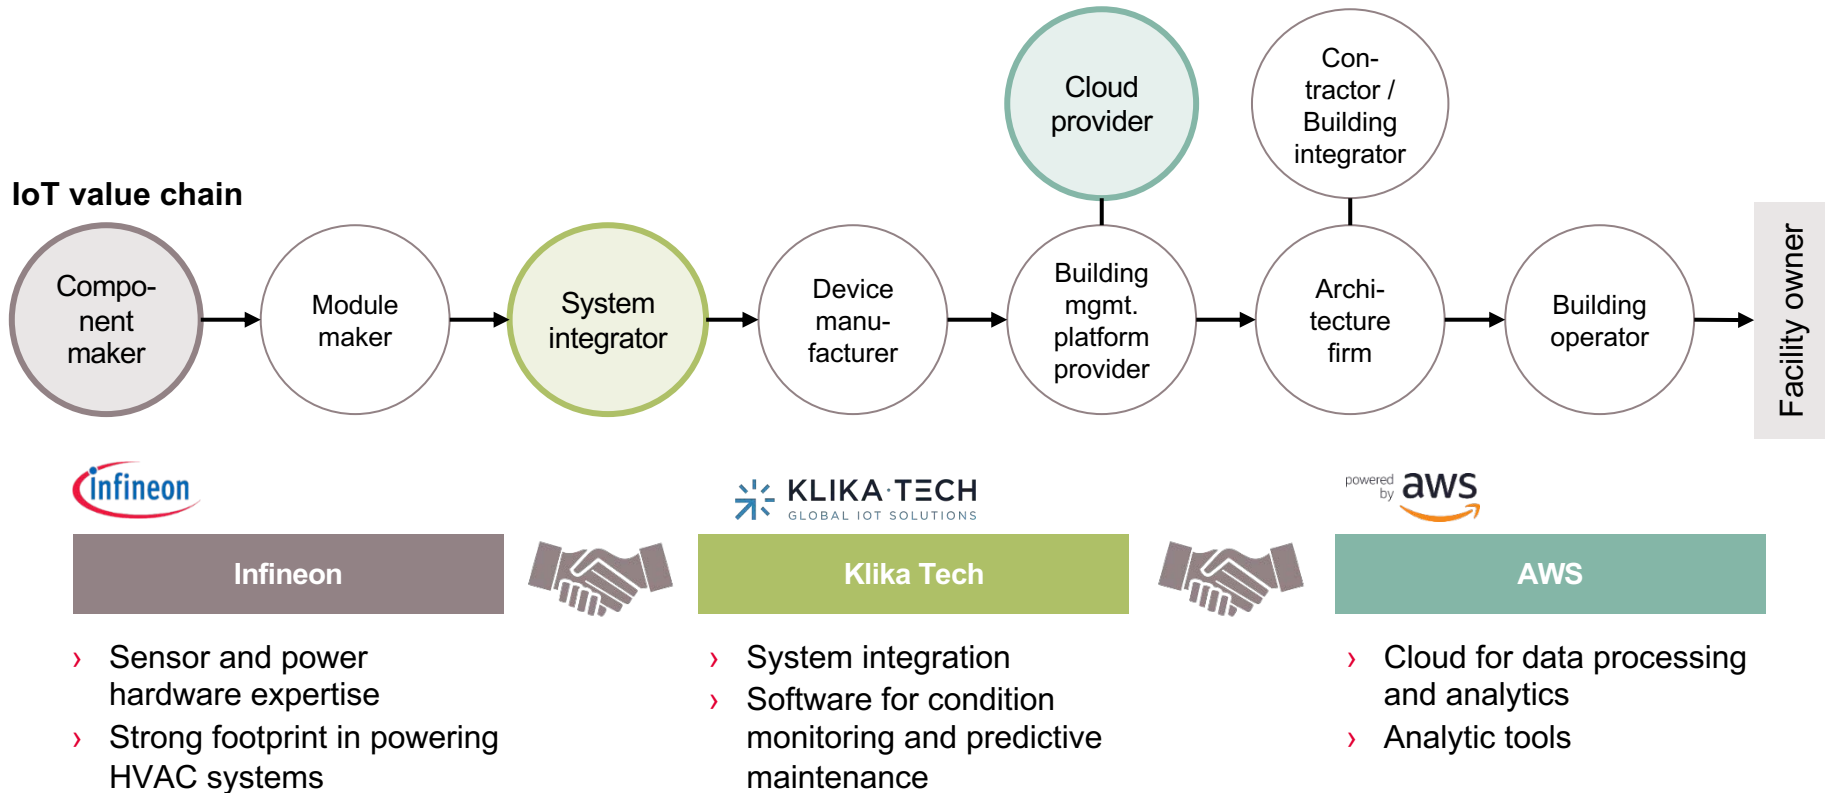 Cloud
provider
Con-
tractor /
Building
integrator
IoT value chain
Compo-
nent
maker
Module
maker
System
integrator
Device
manu-
facturer
Building
mgmt.
platform
provider
Archi-
tecture
firm
Building
operator
Facility owner
infineon
KLIKA·TECH
GLOBAL IOT SOLUTIONS
powered
by
aws
Infineon
Klika Tech
AWS
› Sensor and power
hardware expertise
› Strong footprint in powering
HVAC systems
› System integration
› Software for condition
monitoring and predictive
maintenance
› Cloud for data processing
and analytics
› Analytic tools